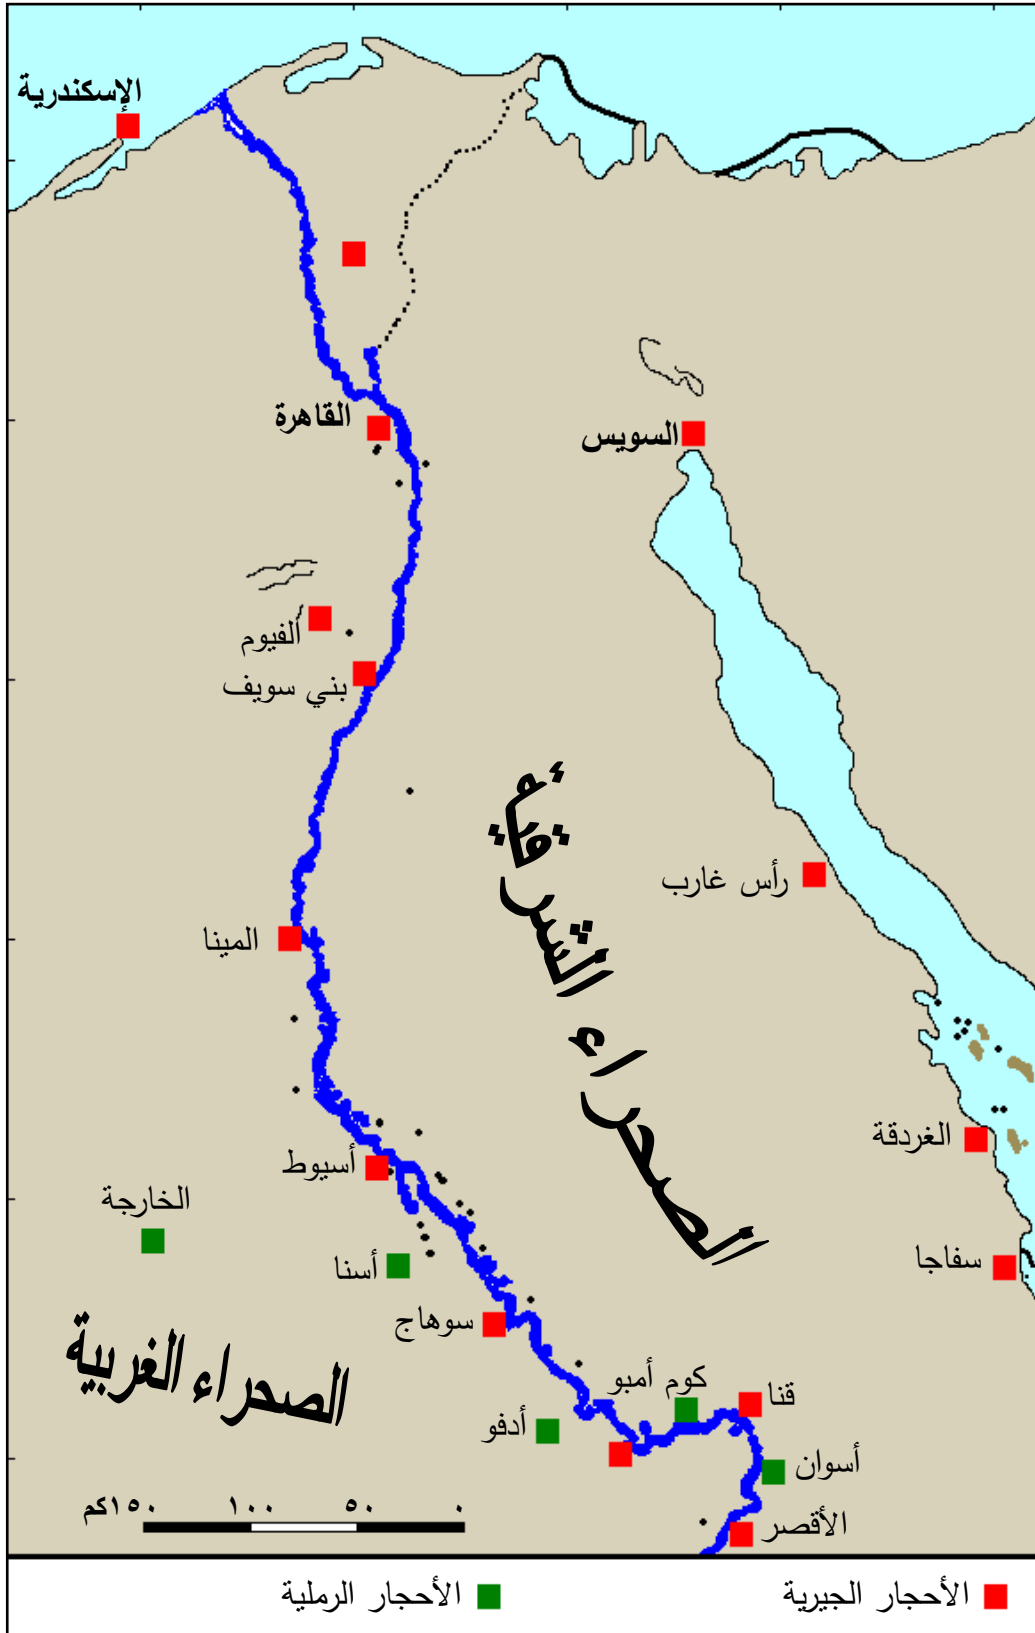 الإسكندرية
القاهرة
السويس
الفيوم
بني سويف
الصحراء الشرقية
رأس غارب
المينا
الغردقة
أسيوط
الخارجة
أسنا
سفاجا
سوهاج
الصحراء الغربية
كوم أمبو
قنا
أدفو
أسوان
٠ ٥٠ ١٠٠ ١٥٠كم
الأقصر
الأحجار الجيرية
الأحجار الرملية